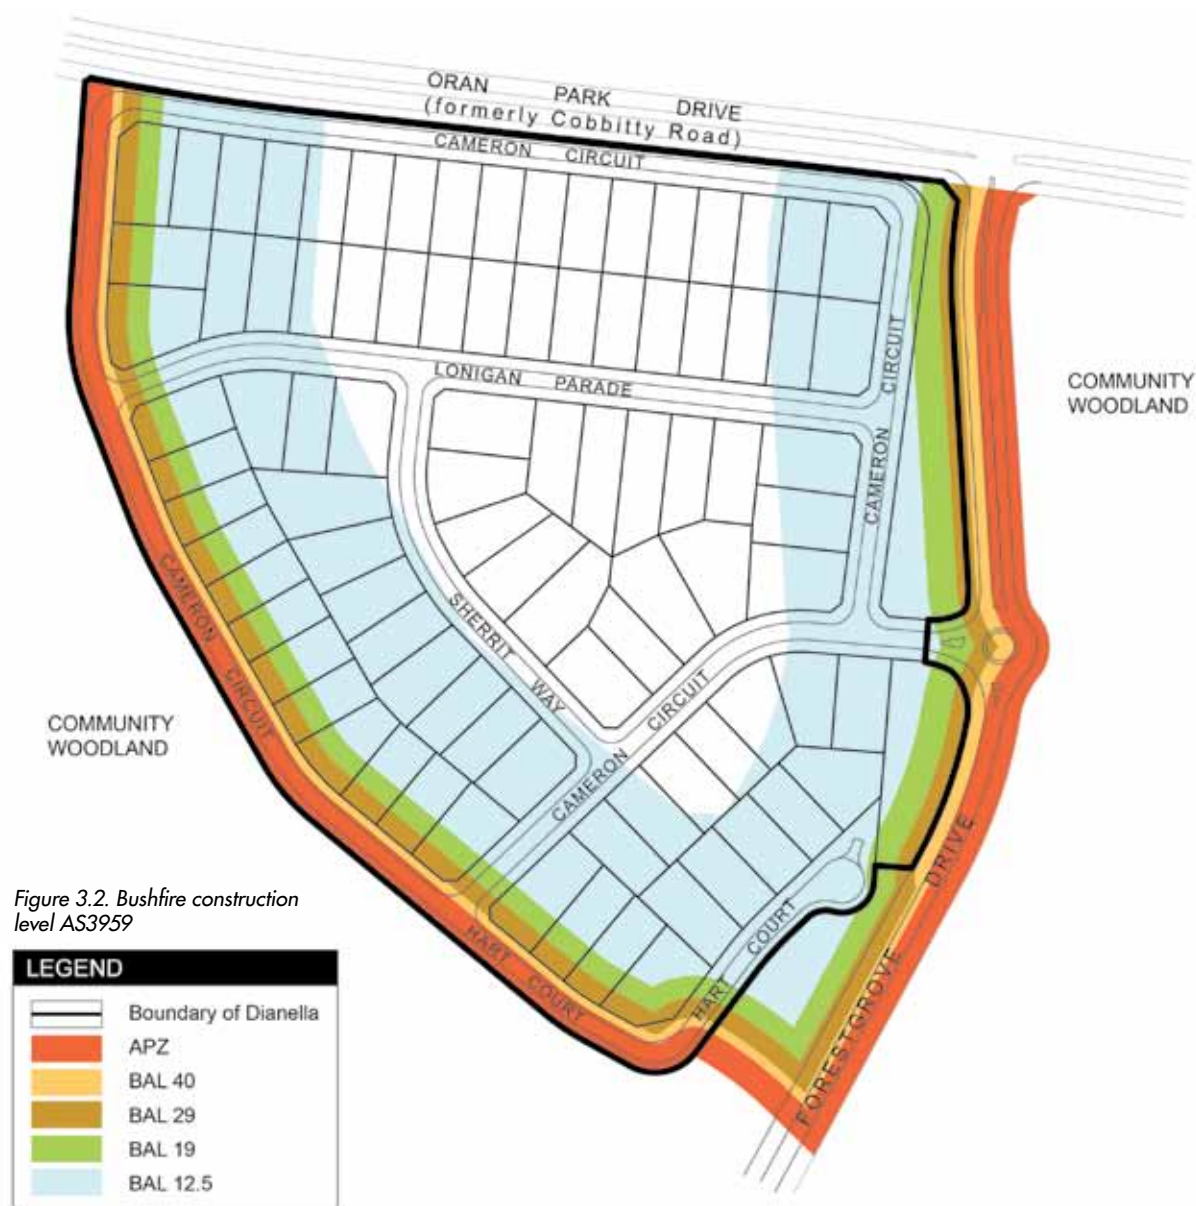 ORAN PARK DRIVE
(formerly Cobbitty Road)
CAMERON CIRCUIT
CAMERON CIRCUIT
LONIGAN PARADE
COMMUNITY
WOODLAND
CAMERON
CAMERON CIRCUIT
SHERRIT WAY
CAMERON CIRCUIT
COMMUNITY
WOODLAND
FORESTGROVE DRIVE
HART COURT
HART COURT
Figure 3.2. Bushfire construction
level AS3959
LEGEND
Boundary of Dianella
APZ
BAL 40
BAL 29
BAL 19
BAL 12.5